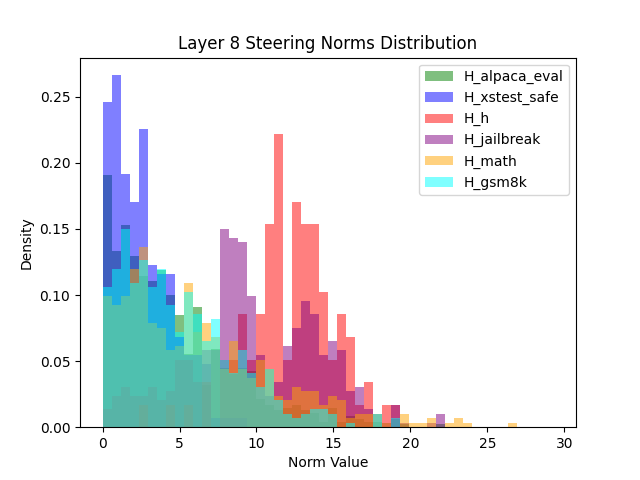 Layer 8 Steering Norms Distribution
H_alpaca_eval
H_xstest_safe
H_h
H_jailbreak
H_math
H_gsm8k
Density
0.25
0.20
0.15
0.10
0.05
0.00
0 5 10 15 20 25 30
Norm Value